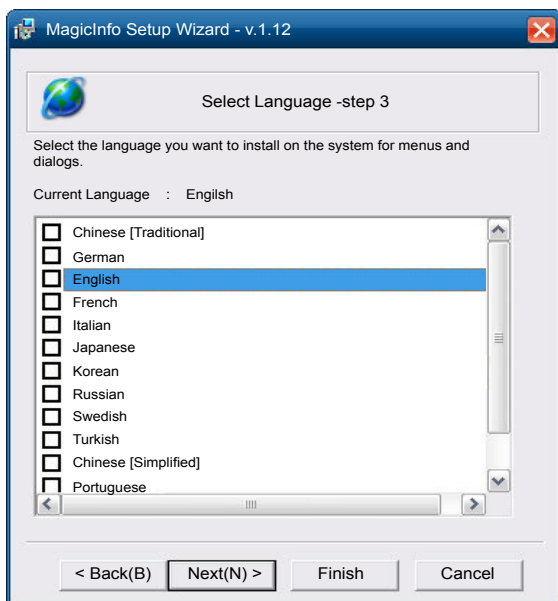 MagicInfo Setup Wizard - v.1.12
Select Language -step 3
Select the language you want to install on the system for menus and
dialogs.
Current Language : Engilsh
Chinese [Traditional]
German
English
French
Italian
Japanese
Korean
Russian
Swedish
Turkish
Chinese [Simplified]
Portuguese
< Back(B) Next(N) > Finish Cancel